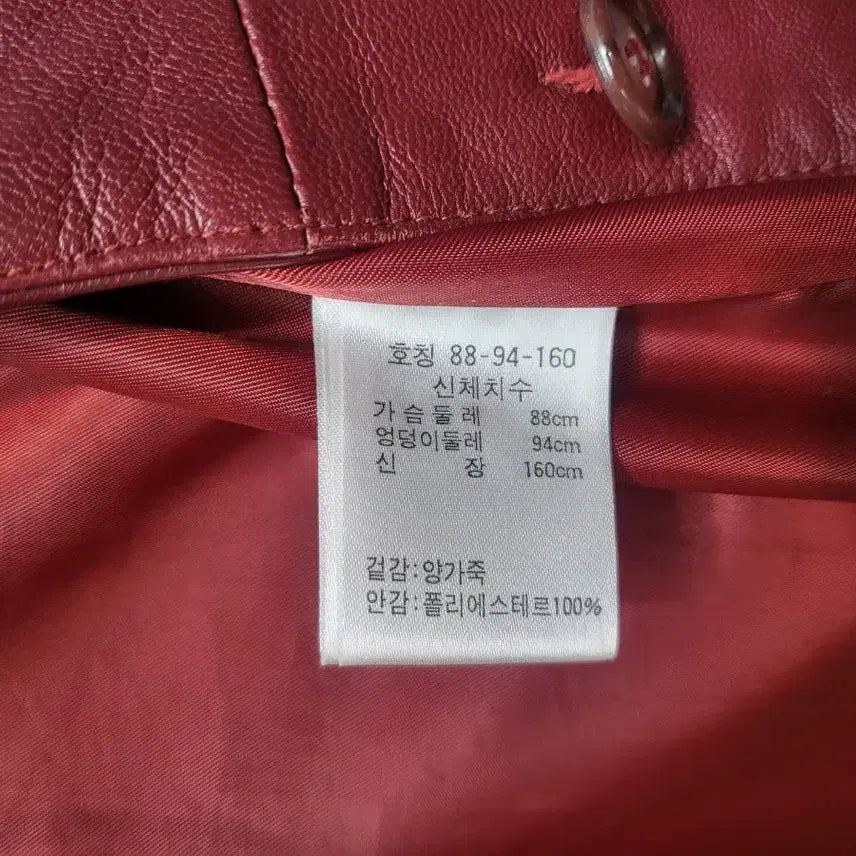 호칭 88-94-160
신체치수
가슴둘레 88cm
엉덩이둘레 94cm
신 장 160cm
겉감:양가죽
안감:폴리에스테르100%